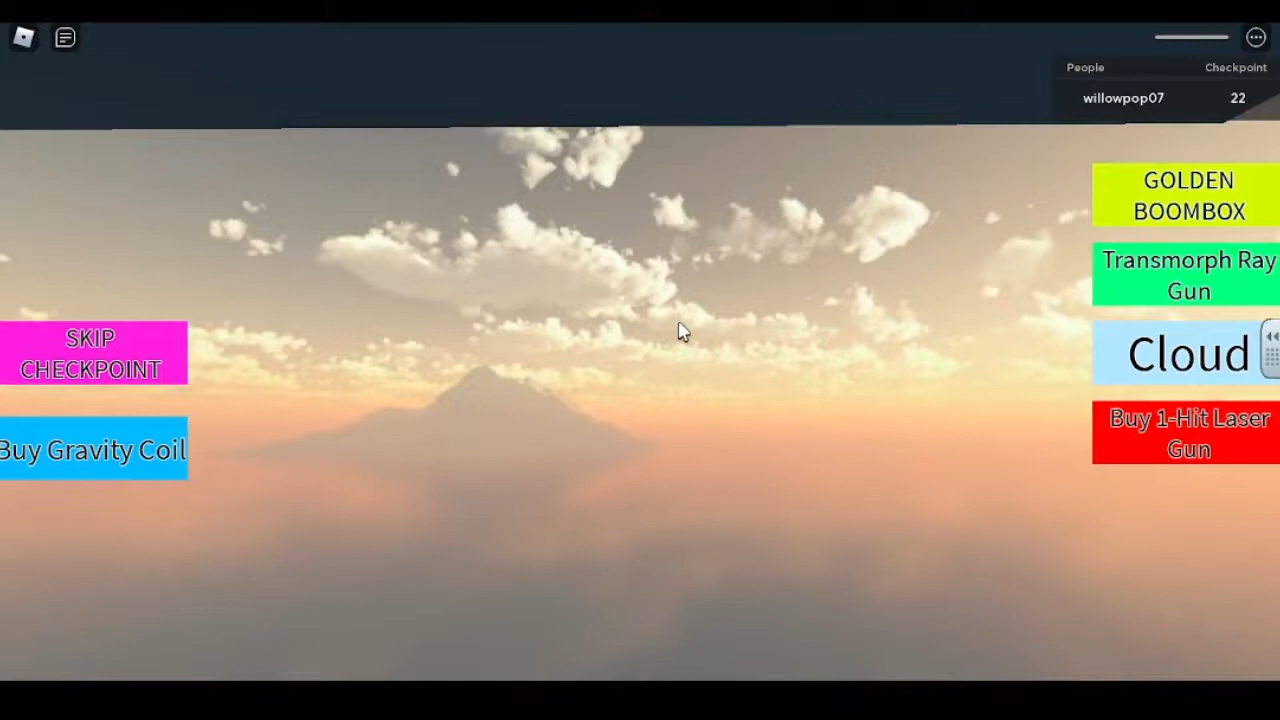 People Checkpoint
willowpop07 22
GOLDEN
BOOMBOX
Transmorph Ray
Gun
SKIP
CHECKPOINT
Cloud
Buy 1-Hit Laser
Gun
Buy Gravity Coil